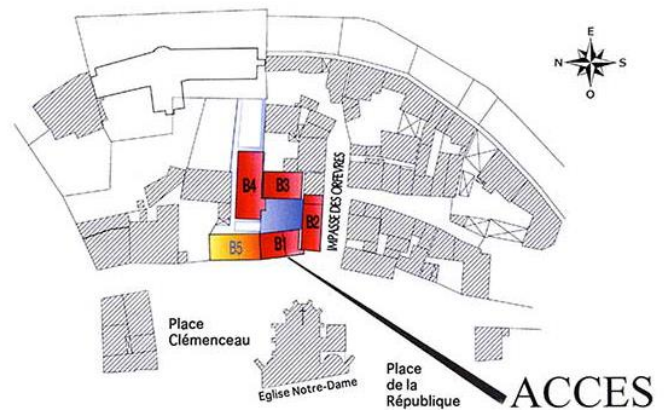 E
N
S
O
B4
B3
B2
B5
B1
IMPASSE DES ORFEVRES
Place
Clémenceau
Eglise Notre-Dame
Place
de la
République
ACCES